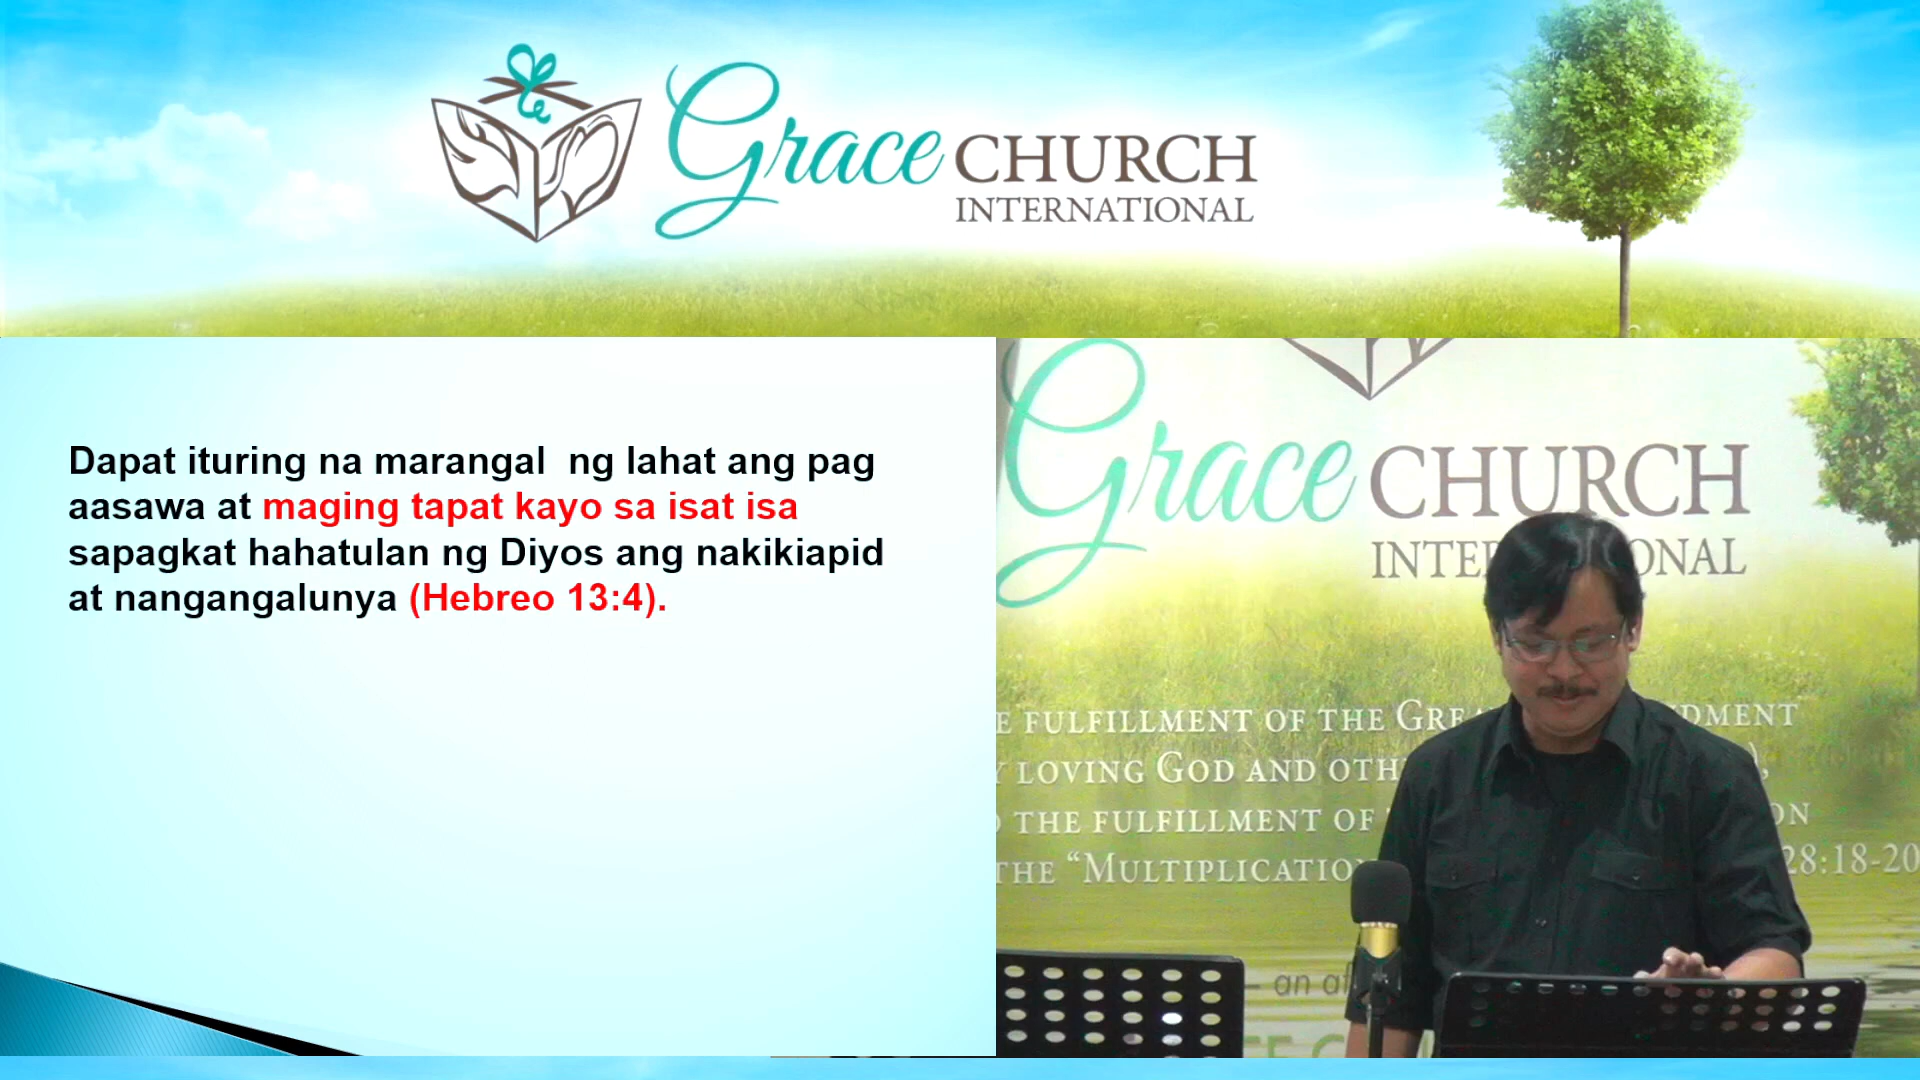 Grace CHURCH
INTERNATIONAL
Dapat ituring na marangal  ng lahat ang pag
aasawa at maging tapat kayo sa isat isa
sapagkat hahatulan ng Diyos ang nakikiapid
at nangangalunya (Hebreo 13:4).
Grace CHURCH
FULFILLMENT OF THE
LOVING GOD AND
THE FULFILLMENT OF
THE "
28:18-20
an